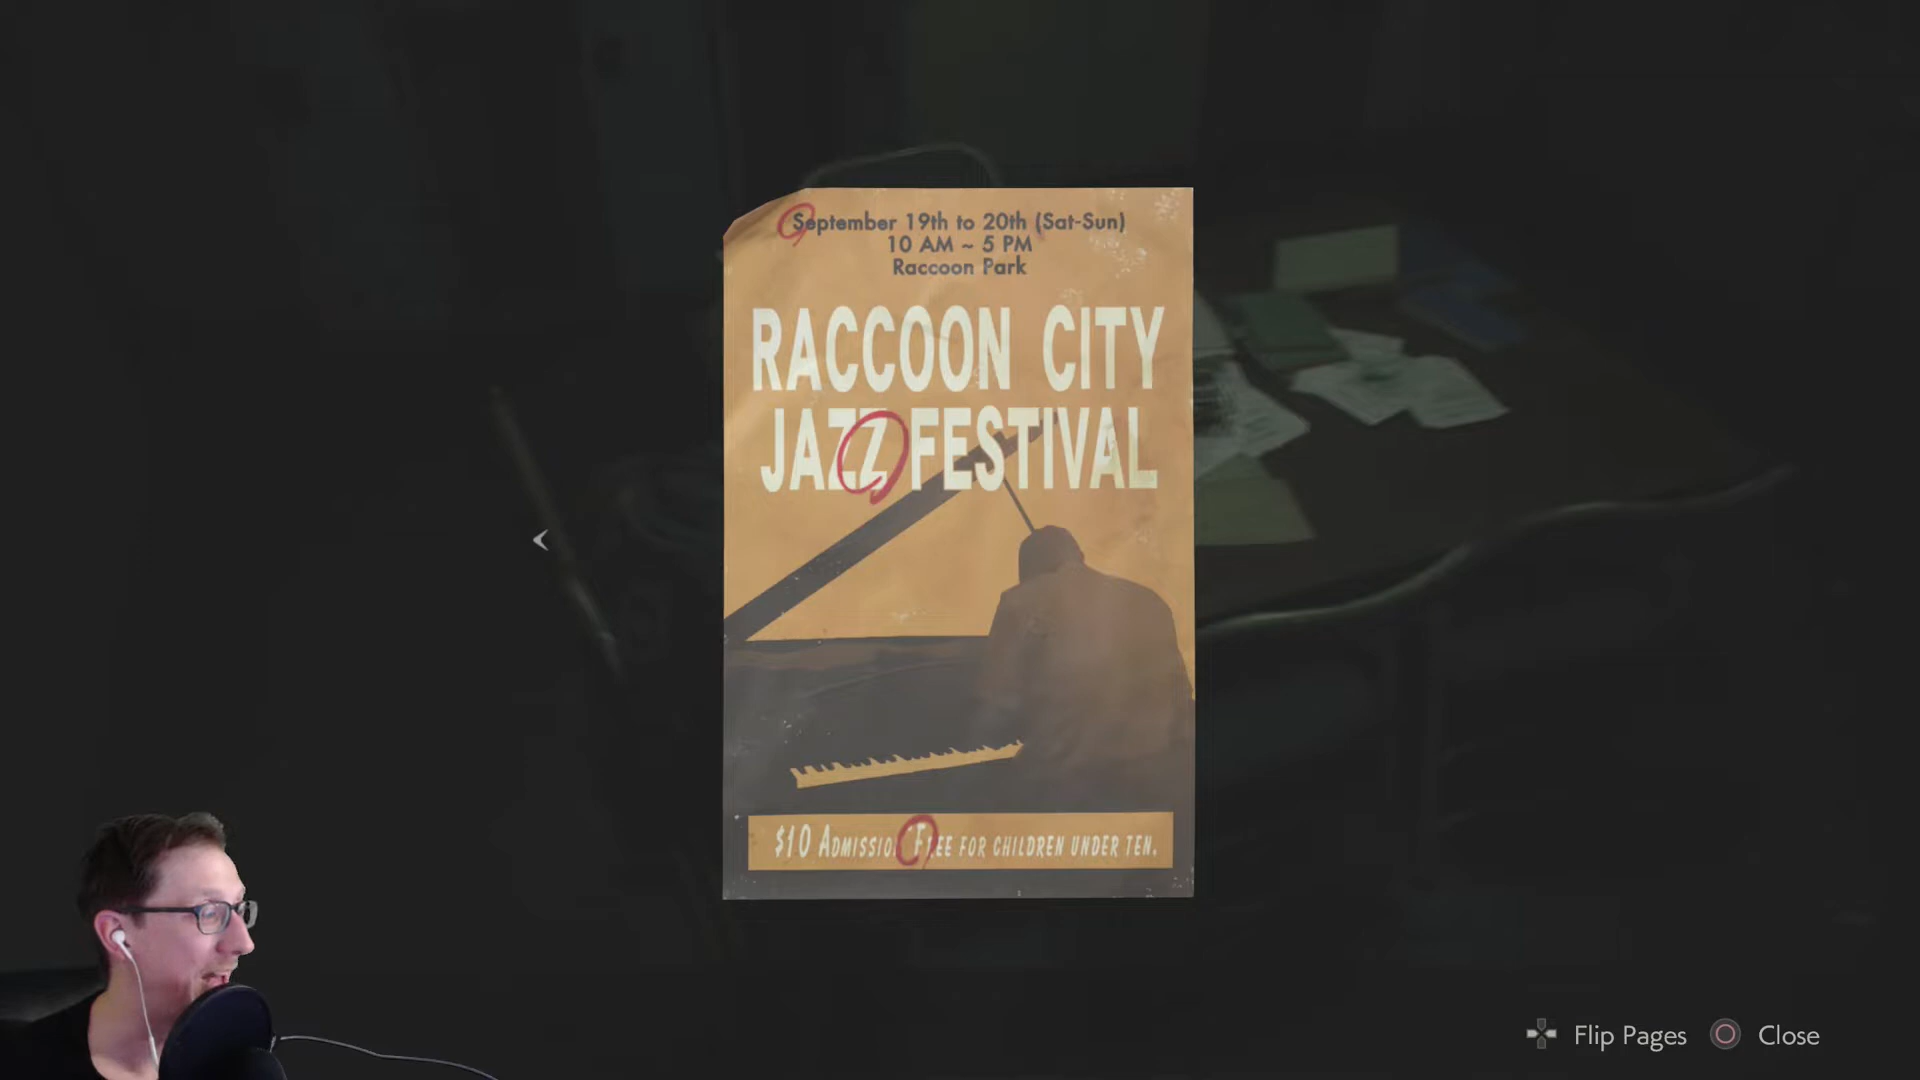 September 19th to 20th (Sat-Sun)
10 AM ~ 5 PM
Raccoon Park
RACCOON CITY
JAZZ FESTIVAL
$10 Admission Free for children under ten.
Flip Pages
Close